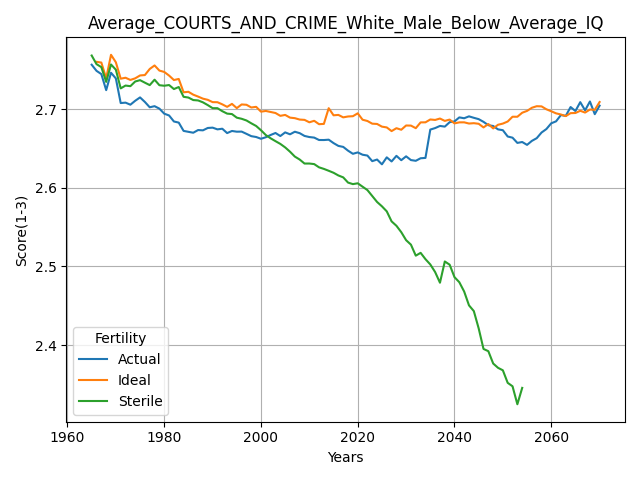 Average_COURTS_AND_CRIME_White_Male_Below_Average_IQ
Score(1-3)
2.7
2.6
2.5
2.4
Fertility
Actual
Ideal
Sterile
1960 1980 2000 2020 2040 2060
Years